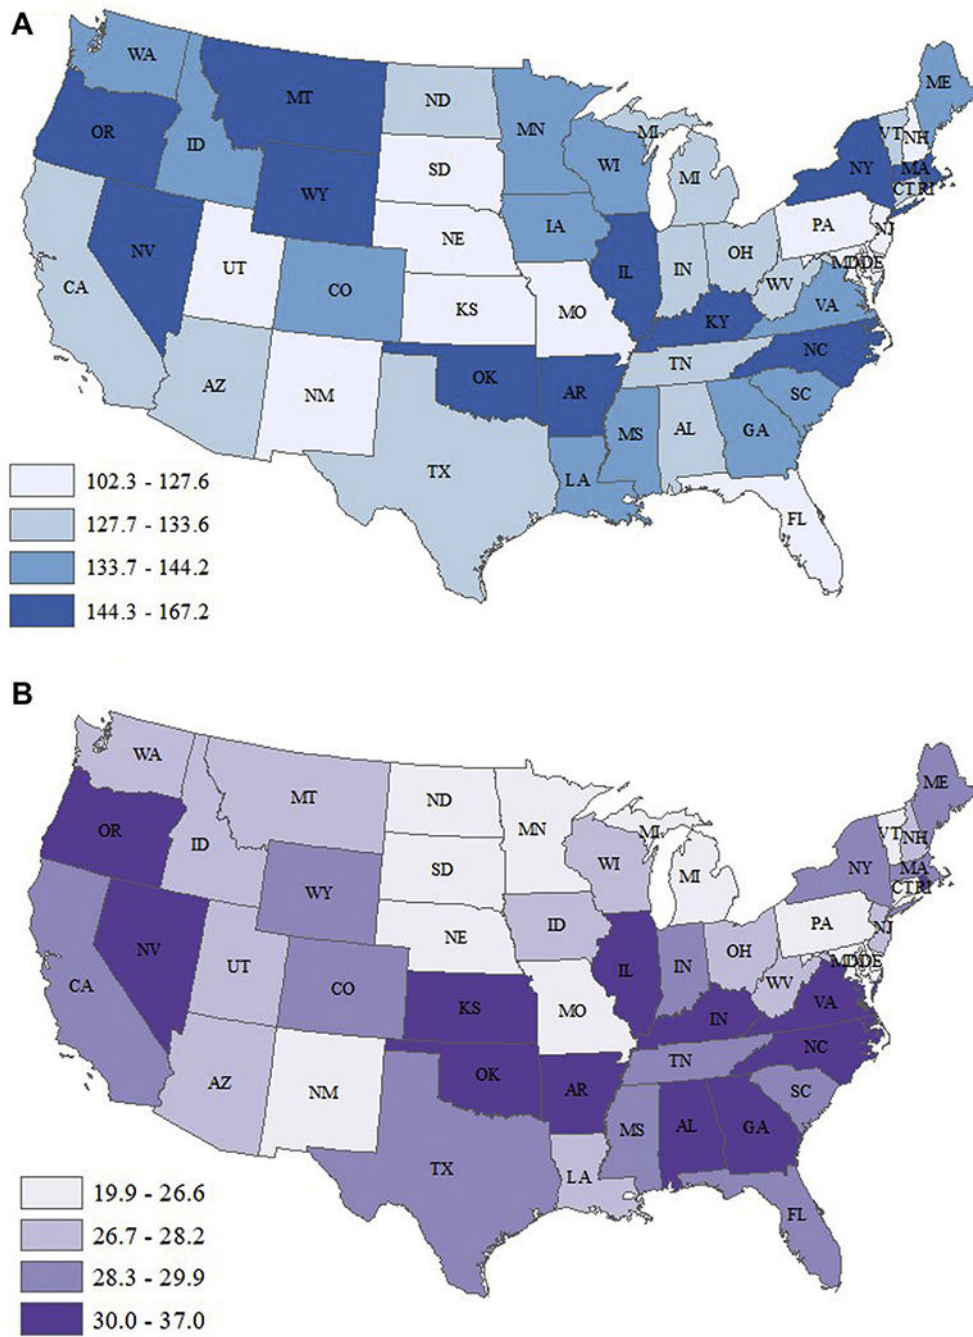 A
WA
MT
ND
MN
ME
OR
ID
SD
WI
MI
VT
NH
WY
MI
NY
MA
CT RI
NV
NE
IA
PA
NJ
UT
CO
IL
IN
OH
MD DE
CA
KS
MO
WV
VA
KY
AZ
NM
OK
AR
TN
NC
TX
LA
MS
AL
GA
SC
FL
102.3 - 127.6
127.7 - 133.6
133.7 - 144.2
144.3 - 167.2
B
WA
MT
ND
MN
ME
OR
ID
SD
WI
MI
VT
NH
WY
MI
NY
MA
CT RI
NV
NE
ID
PA
NJ
UT
CO
IL
IN
OH
MD DE
CA
KS
MO
WV
VA
IN
AZ
NM
OK
AR
TN
NC
TX
LA
MS
AL
GA
SC
FL
19.9 - 26.6
26.7 - 28.2
28.3 - 29.9
30.0 - 37.0